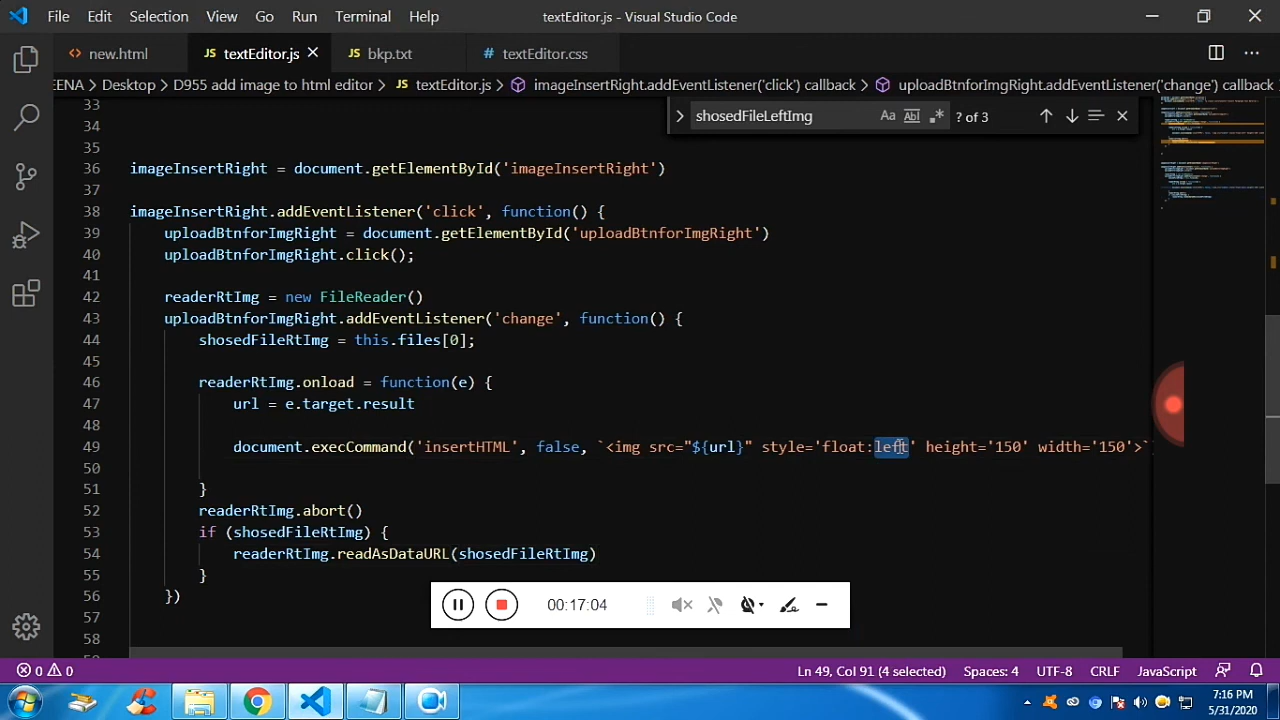 File Edit Selection View Go Run Terminal Help textEditor.js - Visual Studio Code
new.html textEditor.js bkp.txt textEditor.css
EENA > Desktop > D955 add image to html editor > textEditor.js > imageInsertRight.addEventListener('click') callback > uploadBtnforImgRight.addEventListener('change') callback
shosedFileLeftImg Aa Abl ? of 3
33
34
35
36 imageInsertRight = document.getElementById('imageInsertRight')
37
38 imageInsertRight.addEventListener('click', function() {
39 uploadBtnforImgRight = document.getElementById('uploadBtnforImgRight')
40 uploadBtnforImgRight.click();
41
42 readerRtImg = new FileReader()
43 uploadBtnforImgRight.addEventListener('change', function() {
44 shosedFileRtImg = this.files[0];
45
46 readerRtImg.onload = function(e) {
47 url = e.target.result
48
49 document.execCommand('insertHTML', false, `<img src="${url}" style='float:left' height='150' width='150'>`)
50
51 }
52 readerRtImg.abort()
53 if (shosedFileRtImg) {
54 readerRtImg.readAsDataURL(shosedFileRtImg)
55 }
56 })
57
58
00:17:04
0 0 Ln 49, Col 91 (4 selected) Spaces: 4 UTF-8 CRLF JavaScript
7:16 PM
5/31/2020